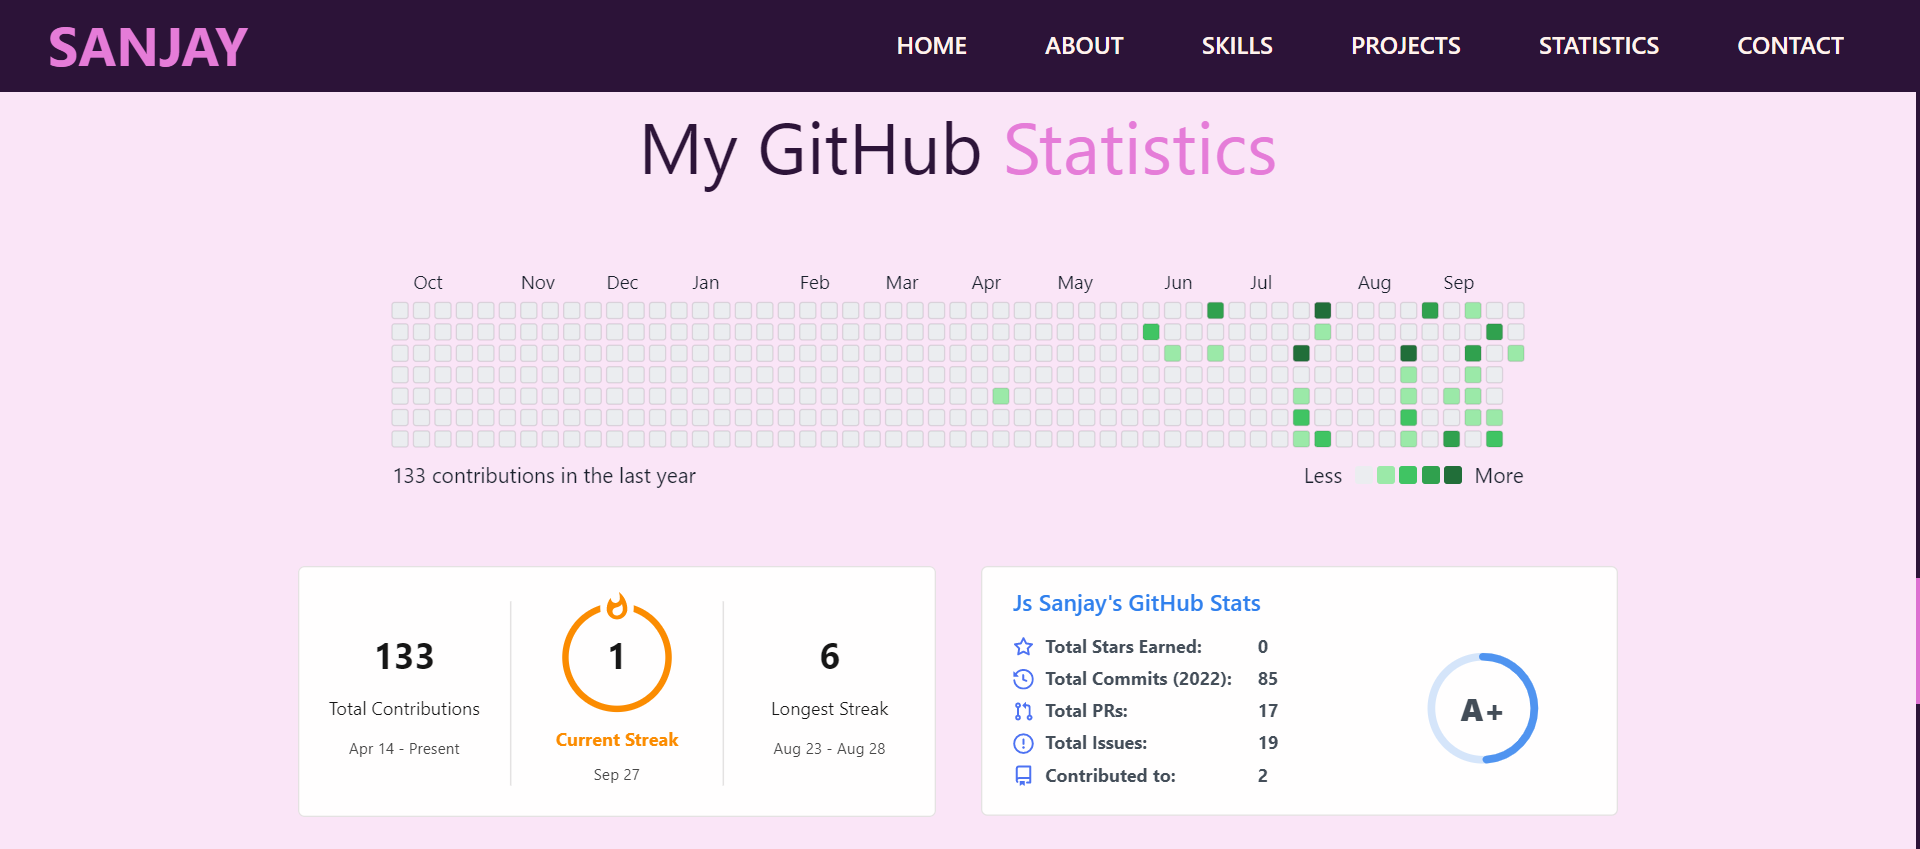 SANJAY HOME ABOUT SKILLS PROJECTS STATISTICS CONTACT
My GitHub Statistics
Oct Nov Dec Jan Feb Mar Apr May Jun Jul Aug Sep
133 contributions in the last year Less More
133
Total Contributions
Apr 14 - Present
1
Current Streak
Sep 27
6
Longest Streak
Aug 23 - Aug 28
Js Sanjay's GitHub Stats
Total Stars Earned: 0
Total Commits (2022): 85
Total PRs: 17
Total Issues: 19
Contributed to: 2
A+